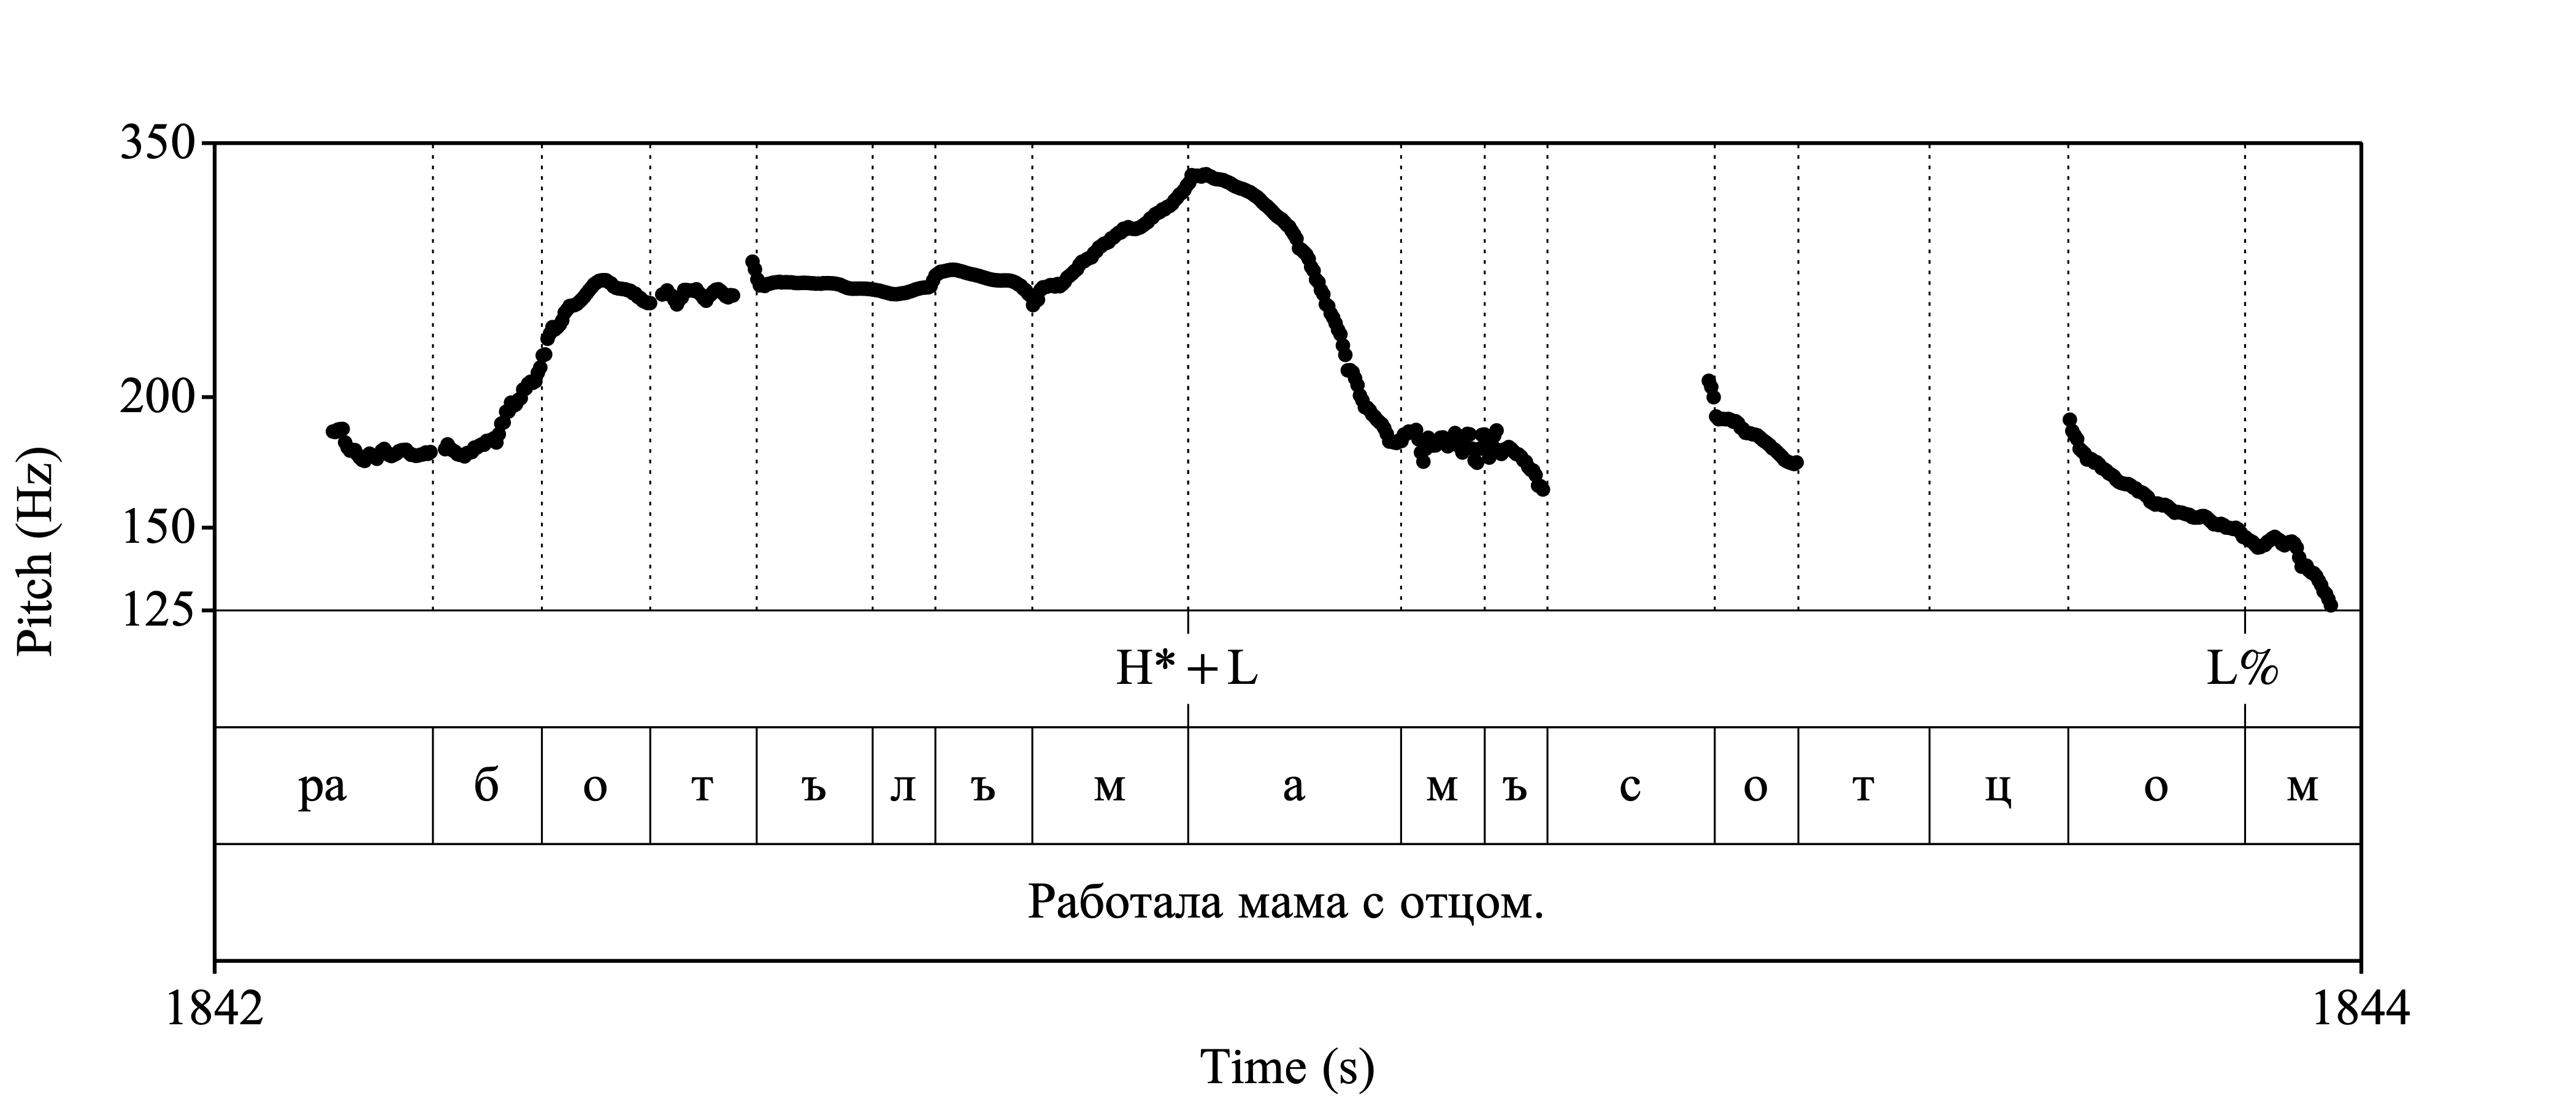 350
200
150
125
Pitch (Hz)
H* + L L%
ра б о т ъ л ъ м а м ъ с о т ц о м
Работала мама с отцом.
1842 1844
Time (s)